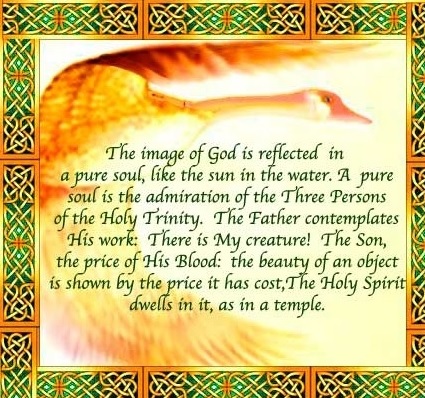 The image of God is reflected in
a pure soul, like the sun in the water. A pure
soul is the admiration of the Three Persons
of the Holy Trinity. The Father contemplates
His work: There is My creature! The Son,
the price of His Blood: the beauty of an object
is shown by the price it has cost,The Holy Spirit
dwells in it, as in a temple.